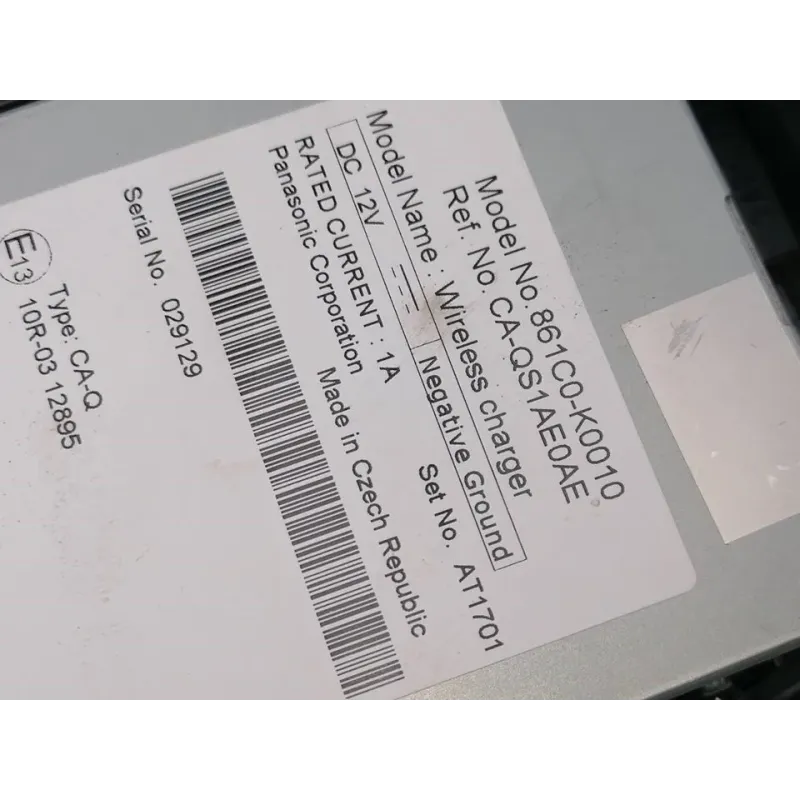 Model No. 861C0-K0010
Ref. No. CA-QS1AE0AE
Model Name : Wireless charger
DC 12V Negative Ground
RATED CURRENT : 1A Set No. AT1701
Panasonic Corporation Made in Czech Republic
Serial No. 029129
Type: CA-Q
E13 10R-03 12895